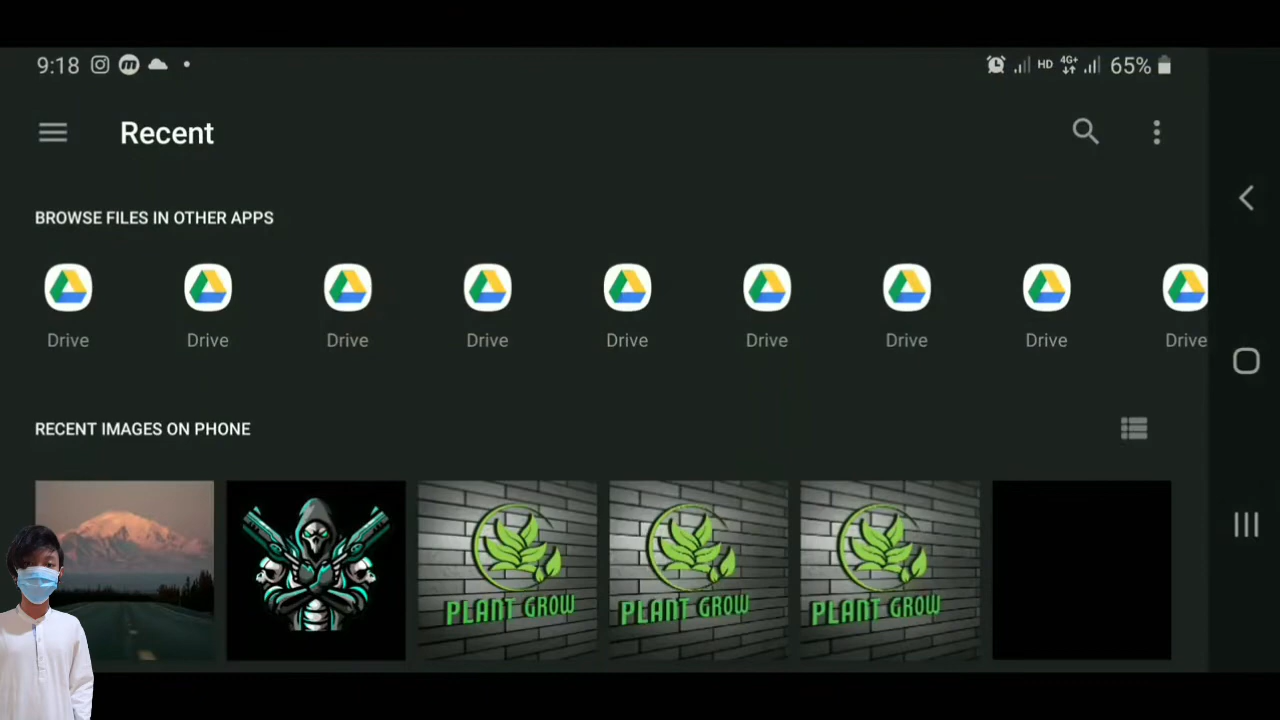 9:18 HD 4G+ 65%
Recent
BROWSE FILES IN OTHER APPS
Drive Drive Drive Drive Drive Drive Drive Drive Drive
RECENT IMAGES ON PHONE
PLANT GROW PLANT GROW PLANT GROW